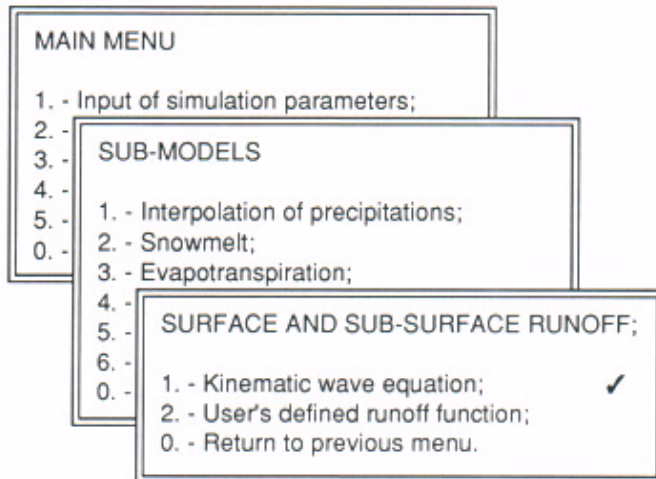 MAIN MENU
1. - Input of simulation parameters;
2. -
3. -
4. -
5. -
0. -
SUB-MODELS
1. - Interpolation of precipitations;
2. - Snowmelt;
3. - Evapotranspiration;
4. -
5. -
6. -
0. -
SURFACE AND SUB-SURFACE RUNOFF;
1. - Kinematic wave equation; ✓
2. - User's defined runoff function;
0. - Return to previous menu.